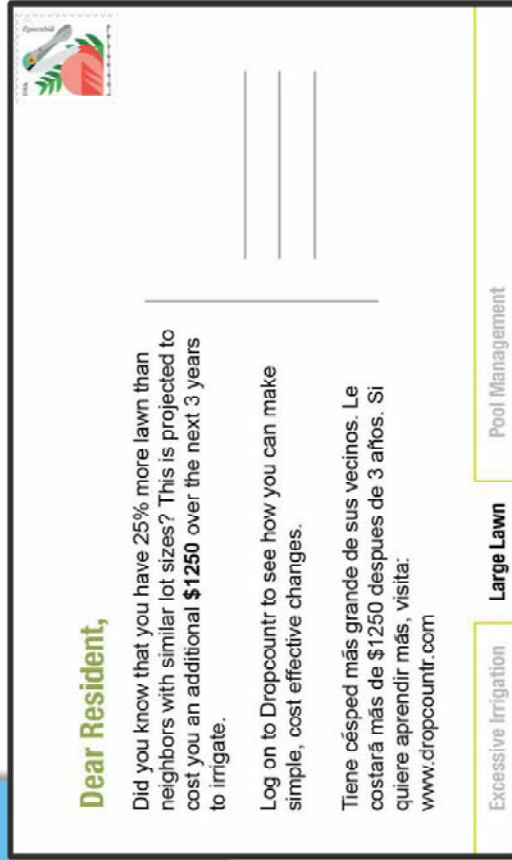 Dear Resident,
Did you know that you have 25% more lawn than
neighbors with similar lot sizes? This is projected to
cost you an additional $1250 over the next 3 years
to irrigate.
Log on to Dropcountr to see how you can make
simple, cost effective changes.
Tiene césped más grande de sus vecinos. Le
costará más de $1250 despues de 3 años. Si
quiere aprendir más, visita:
www.dropcountr.com
Excessive Irrigation
Large Lawn
Pool Management